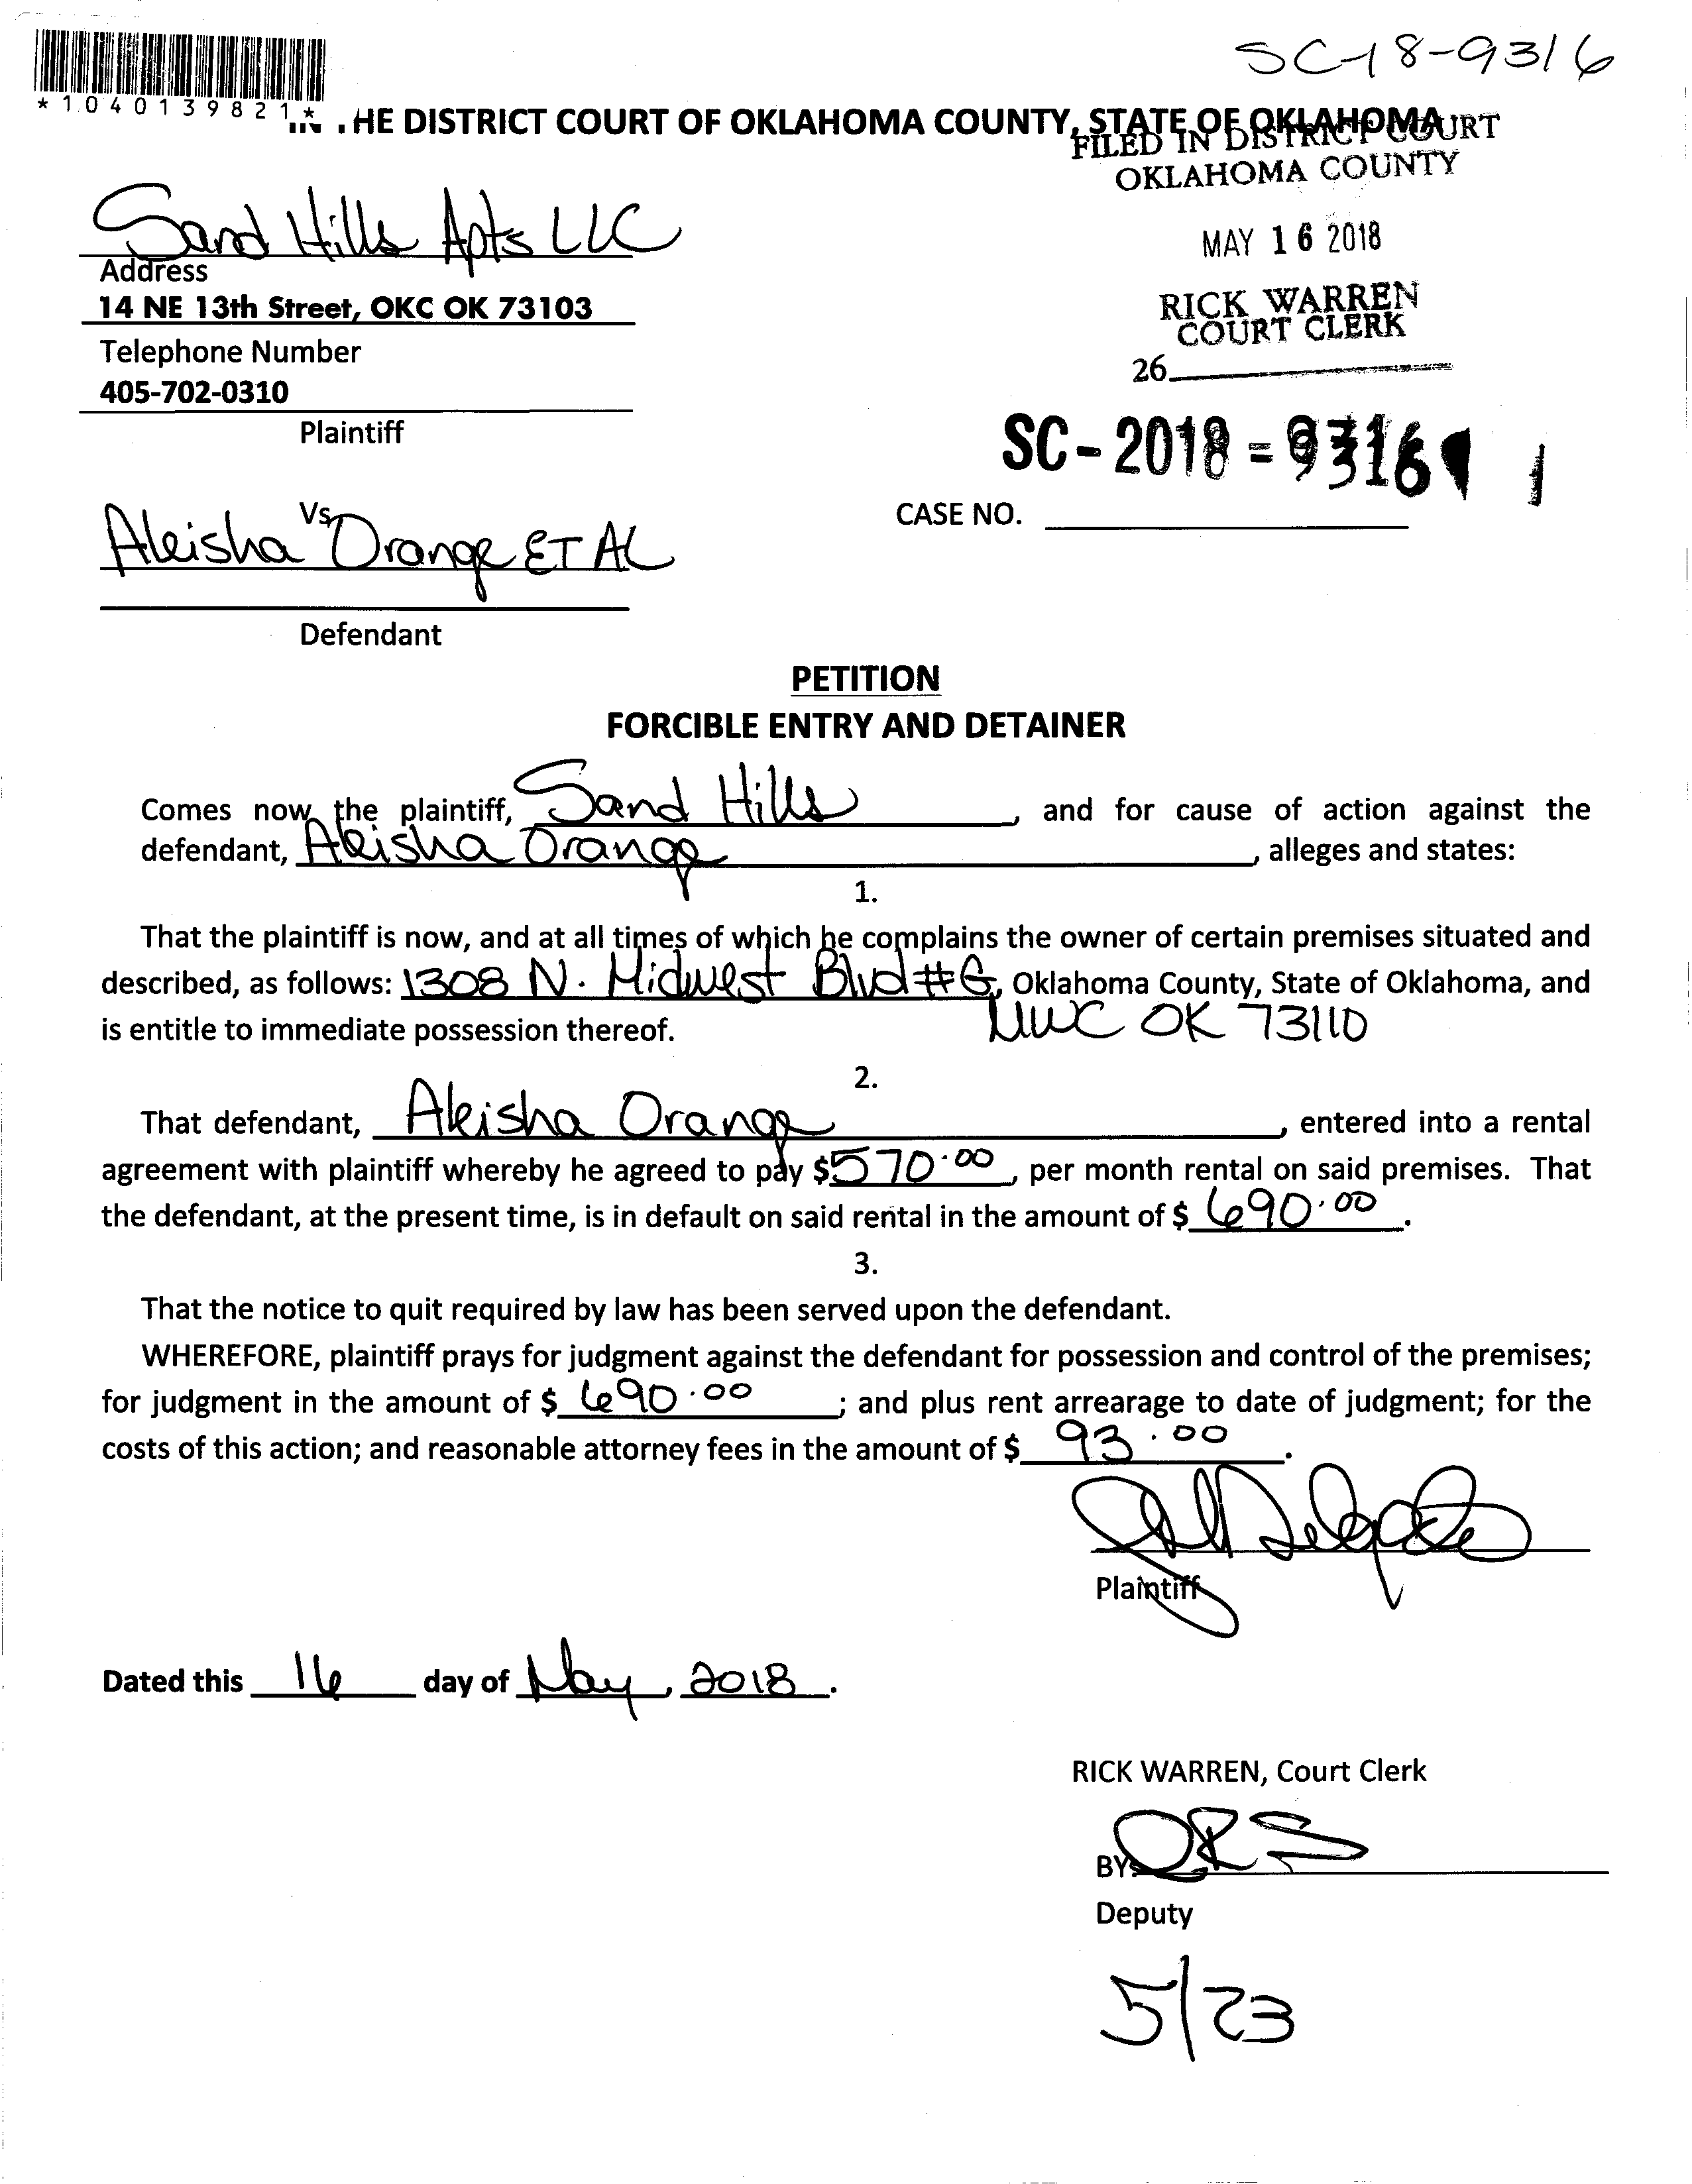 SC-18-9316
*1040139821*
IN THE DISTRICT COURT OF OKLAHOMA COUNTY, STATE OF OKLAHOMA
FILED IN DISTRICT COURT
OKLAHOMA COUNTY
Sand Hills Apts LLC
MAY 16 2018
Address
14 NE 13th Street, OKC OK 73103
RICK WARREN
COURT CLERK
Telephone Number
26
405-702-0310
Plaintiff
SC-2018-9316
Vs
CASE NO.
Aleisha Orange ET AL
Defendant
PETITION
FORCIBLE ENTRY AND DETAINER
Comes now the plaintiff, Sand Hills, and for cause of action against the
defendant, Aleisha Orange, alleges and states:
1.
That the plaintiff is now, and at all times of which he complains the owner of certain premises situated and
described, as follows: 1308 N. Midwest Blvd #G, Oklahoma County, State of Oklahoma, and
is entitle to immediate possession thereof. MWC OK 73110
2.
That defendant, Aleisha Orange, entered into a rental
agreement with plaintiff whereby he agreed to pay $570.00, per month rental on said premises. That
the defendant, at the present time, is in default on said rental in the amount of $ 690.00.
3.
That the notice to quit required by law has been served upon the defendant.
WHEREFORE, plaintiff prays for judgment against the defendant for possession and control of the premises;
for judgment in the amount of $ 690.00; and plus rent arrearage to date of judgment; for the
costs of this action; and reasonable attorney fees in the amount of $ 93.00.
Plaintiff
Dated this 16 day of May, 2018.
RICK WARREN, Court Clerk
BY:
Deputy
5/23